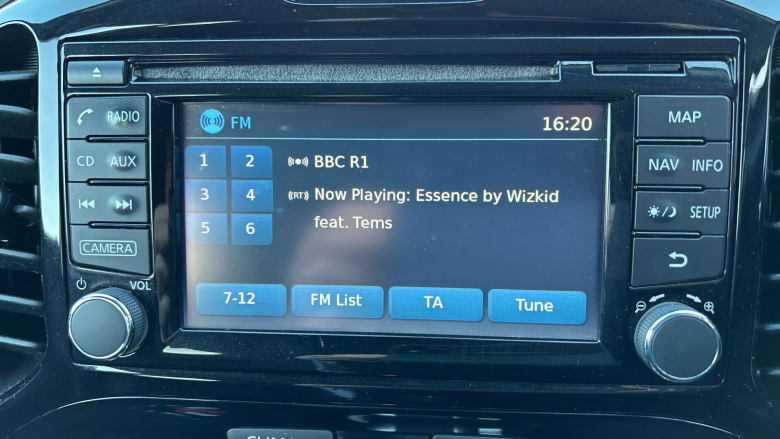 FM 16:20
RADIO
CD AUX
CAMERA
VOL
1 2
3 4
5 6
BBC R1
(RT) Now Playing: Essence by Wizkid
feat. Tems
7-12 FM List TA Tune
MAP
NAV INFO
SETUP